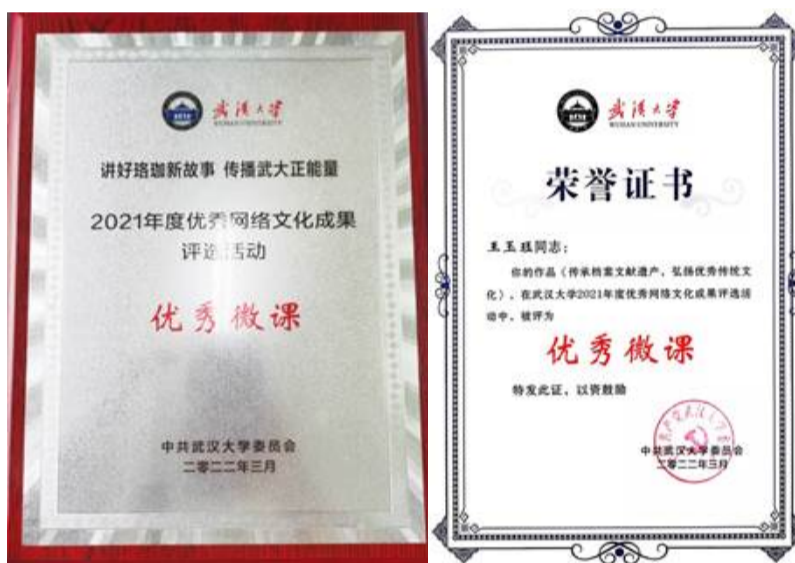 武汉大学
讲好珞珈新故事 传播武大正能量
2021年度优秀网络文化成果
评选活动
优秀微课
中共武汉大学委员会
二零二二年三月
武汉大学
WUHAN UNIVERSITY
荣誉证书
王玉珏同志：
你的作品《传承档案文献遗产，弘扬优秀传统文
化》，在武汉大学2021年度优秀网络文化成果评选活
动中，被评为
优秀微课
特发此证，以资鼓励
中共武汉大学委员会
二零二二年三月